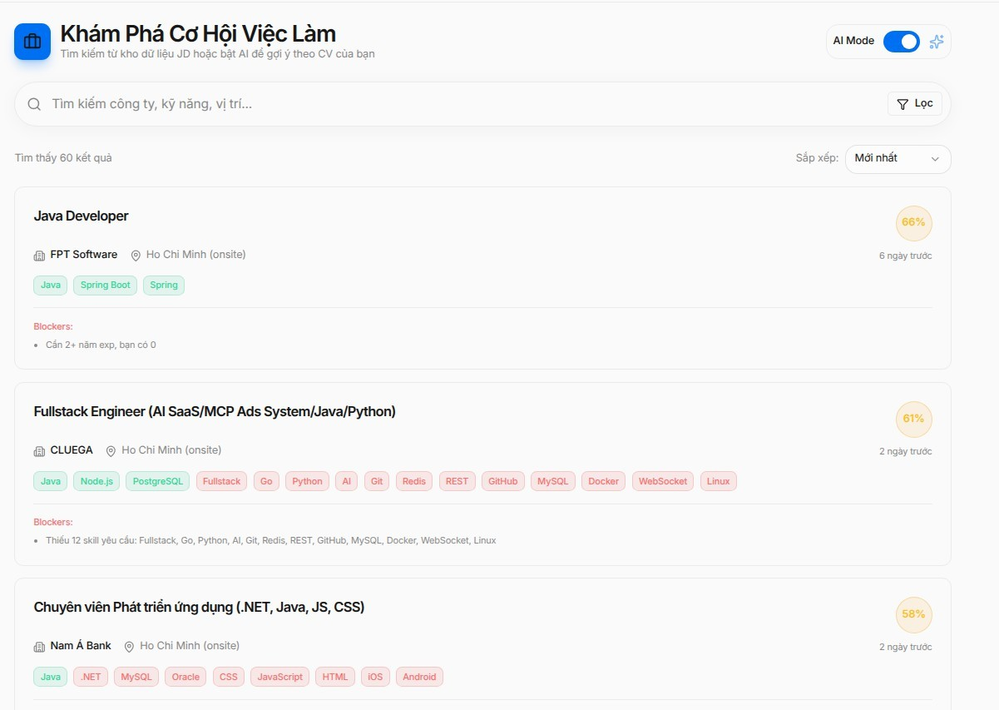 Khám Phá Cơ Hội Việc Làm
Tìm kiếm từ kho dữ liệu JD hoặc bật AI để gợi ý theo CV của bạn
AI Mode
Tìm kiếm công ty, kỹ năng, vị trí...
Lọc
Tìm thấy 60 kết quả
Sắp xếp:
Mới nhất
Java Developer
66%
FPT Software
Ho Chi Minh (onsite)
6 ngày trước
Java Spring Boot Spring
Blockers:
• Cần 2+ năm exp, bạn có 0
Fullstack Engineer (AI SaaS/MCP Ads System/Java/Python)
61%
CLUEGA
Ho Chi Minh (onsite)
2 ngày trước
Java Node.js PostgreSQL Fullstack Go Python AI Git Redis REST GitHub MySQL Docker WebSocket Linux
Blockers:
• Thiếu 12 skill yêu cầu: Fullstack, Go, Python, AI, Git, Redis, REST, GitHub, MySQL, Docker, WebSocket, Linux
Chuyên viên Phát triển ứng dụng (.NET, Java, JS, CSS)
58%
Nam Á Bank
Ho Chi Minh (onsite)
2 ngày trước
Java .NET MySQL Oracle CSS JavaScript HTML iOS Android